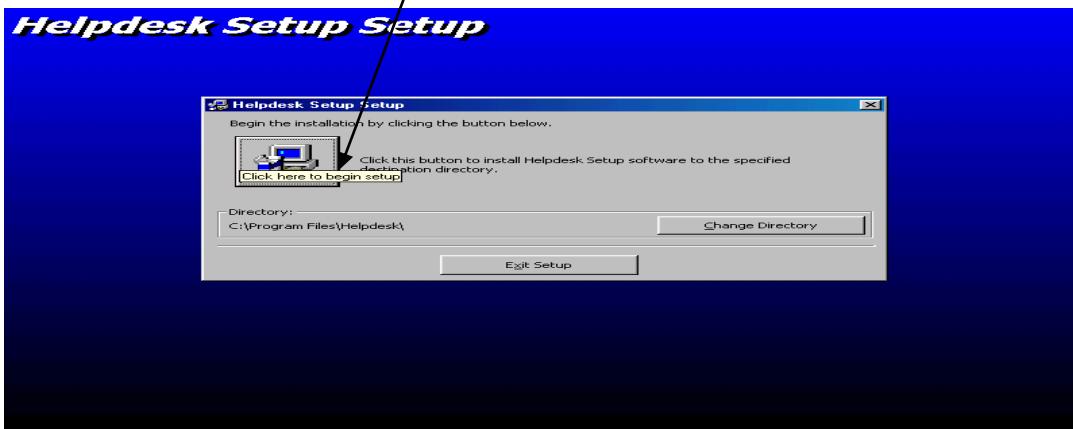 Helpdesk Setup Setup
Helpdesk Setup Setup
Begin the installation by clicking the button below.
Click this button to install Helpdesk Setup software to the specified
destination directory.
Click here to begin setup
Directory:
C:\Program Files\Helpdesk\
Change Directory
Exit Setup